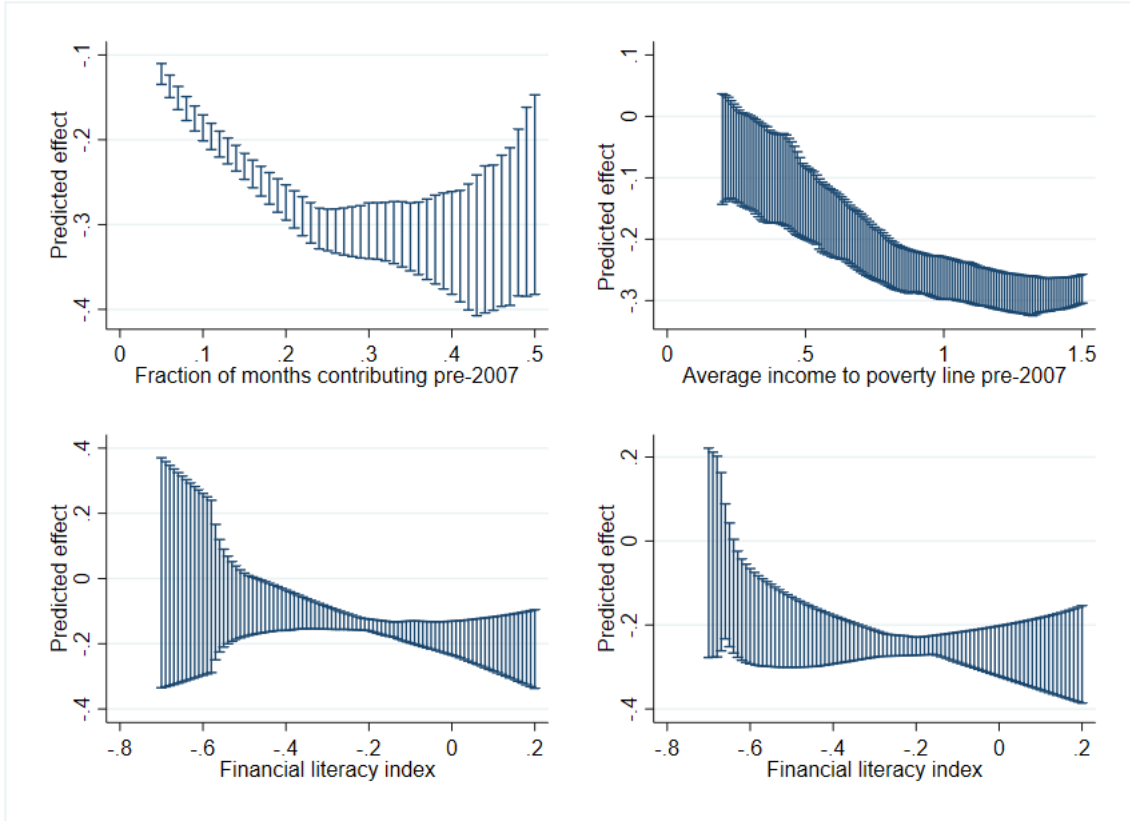 -.1
-.2
-.3
-.4
Predicted effect
0 .1 .2 .3 .4 .5
Fraction of months contributing pre-2007
.1
0
-.1
-.2
-.3
Predicted effect
0 .5 1 1.5
Average income to poverty line pre-2007
.4
.2
0
-.2
-.4
Predicted effect
-.8 -.6 -.4 -.2 0 .2
Financial literacy index
.2
0
-.2
-.4
Predicted effect
-.8 -.6 -.4 -.2 0 .2
Financial literacy index